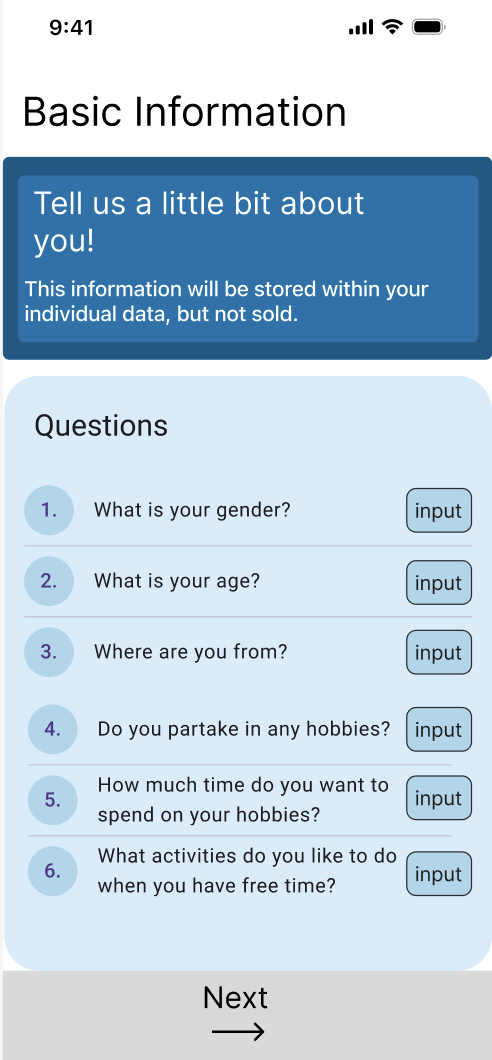 9:41
Basic Information
Tell us a little bit about
you!
This information will be stored within your
individual data, but not sold.
Questions
1. What is your gender? input
2. What is your age? input
3. Where are you from? input
4. Do you partake in any hobbies? input
5. How much time do you want to
spend on your hobbies? input
6. What activities do you like to do
when you have free time? input
Next